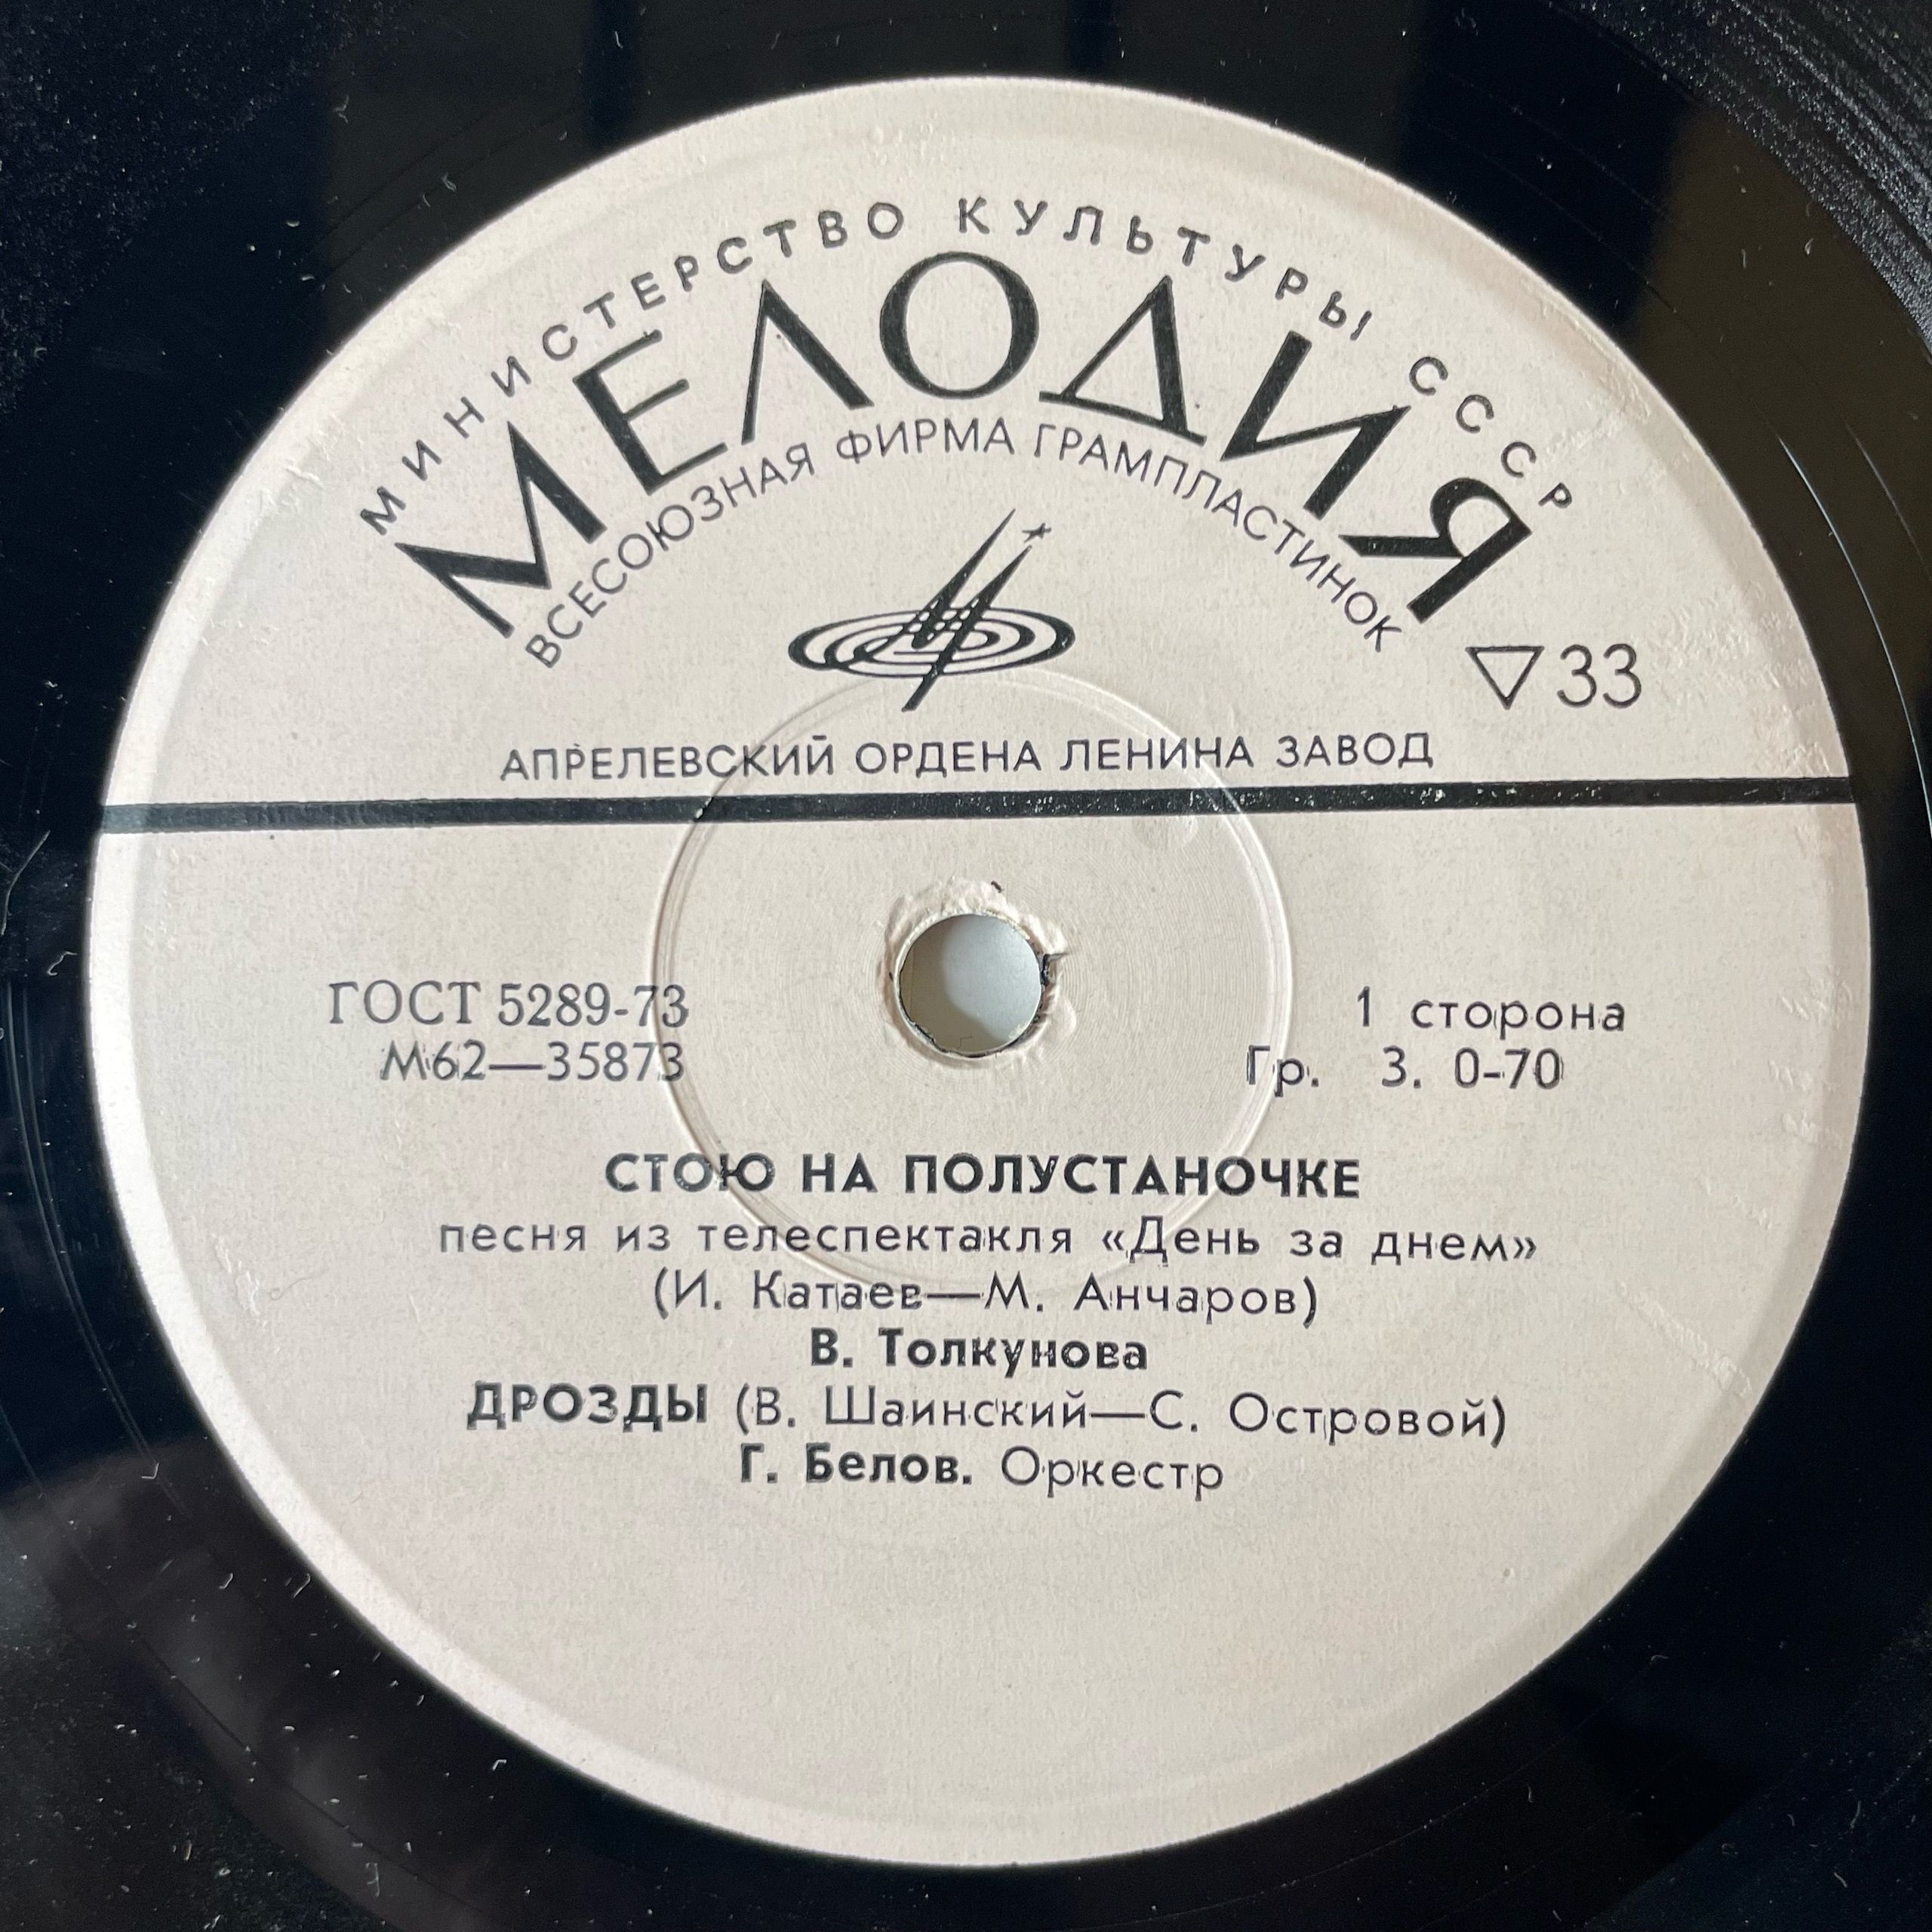 МИНИСТЕРСТВО КУЛЬТУРЫ СССР
МЕЛОДИЯ
ВСЕСОЮЗНАЯ ФИРМА ГРАМПЛАСТИНОК
▽33
АПРЕЛЕВСКИЙ ОРДЕНА ЛЕНИНА ЗАВОД
ГОСТ 5289-73
М62—35873
1 сторона
Гр. 3. 0-70
СТОЮ НА ПОЛУСТАНОЧКЕ
песня из телеспектакля «День за днем»
(И. Катаев—М. Анчаров)
В. Толкунова
ДРОЗДЫ (В. Шаинский—С. Островой)
Г. Белов. Оркестр